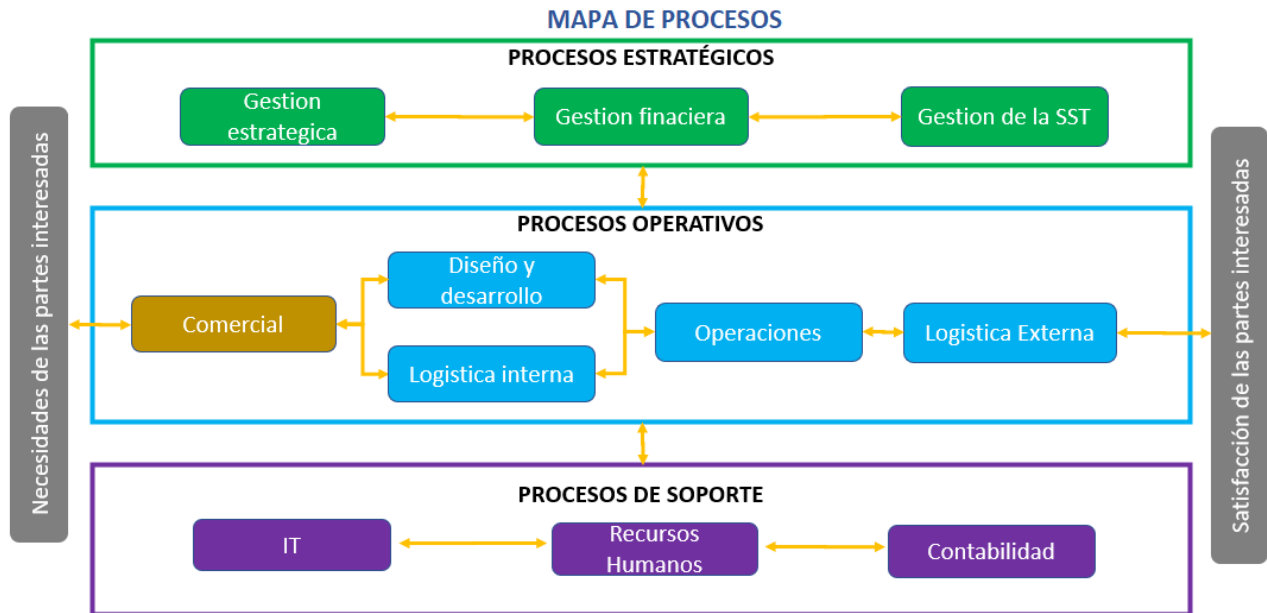 MAPA DE PROCESOS
PROCESOS ESTRATÉGICOS
Gestion
estrategica
Gestion finaciera
Gestion de la SST
Necesidades de las partes interesadas
PROCESOS OPERATIVOS
Comercial
Diseño y
desarrollo
Logistica interna
Operaciones
Logistica Externa
Satisfacción de las partes interesadas
PROCESOS DE SOPORTE
IT
Recursos
Humanos
Contabilidad